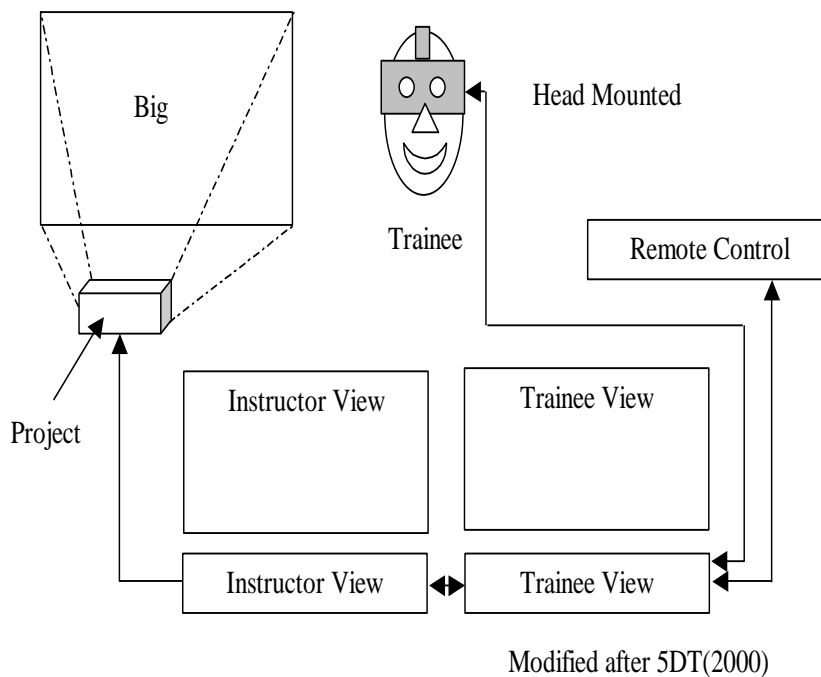 Big
Head Mounted
Trainee
Remote Control
Instructor View
Trainee View
Project
Instructor View
Trainee View
Modified after 5DT(2000)